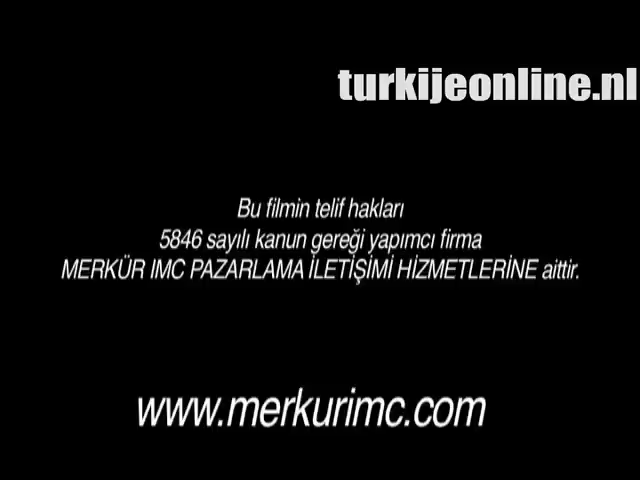 turkijeonline.nl
Bu filmin telif hakları
5846 sayılı kanun gereği yapımcı firma
MERKÜR IMC PAZARLAMA İLETİŞİMİ HİZMETLERİNE aittir.
www.merkurimc.com